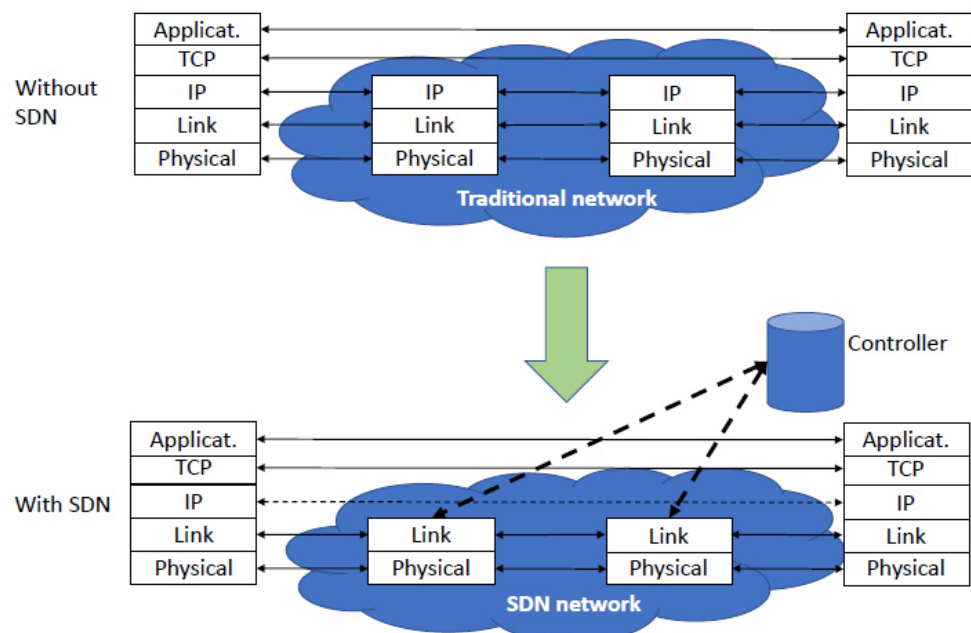 Without
SDN
Applicat.
TCP
IP
Link
Physical
IP
Link
Physical
IP
Link
Physical
Applicat.
TCP
IP
Link
Physical
Traditional network
Controller
With SDN
Applicat.
TCP
IP
Link
Physical
Link
Physical
Link
Physical
Applicat.
TCP
IP
Link
Physical
SDN network